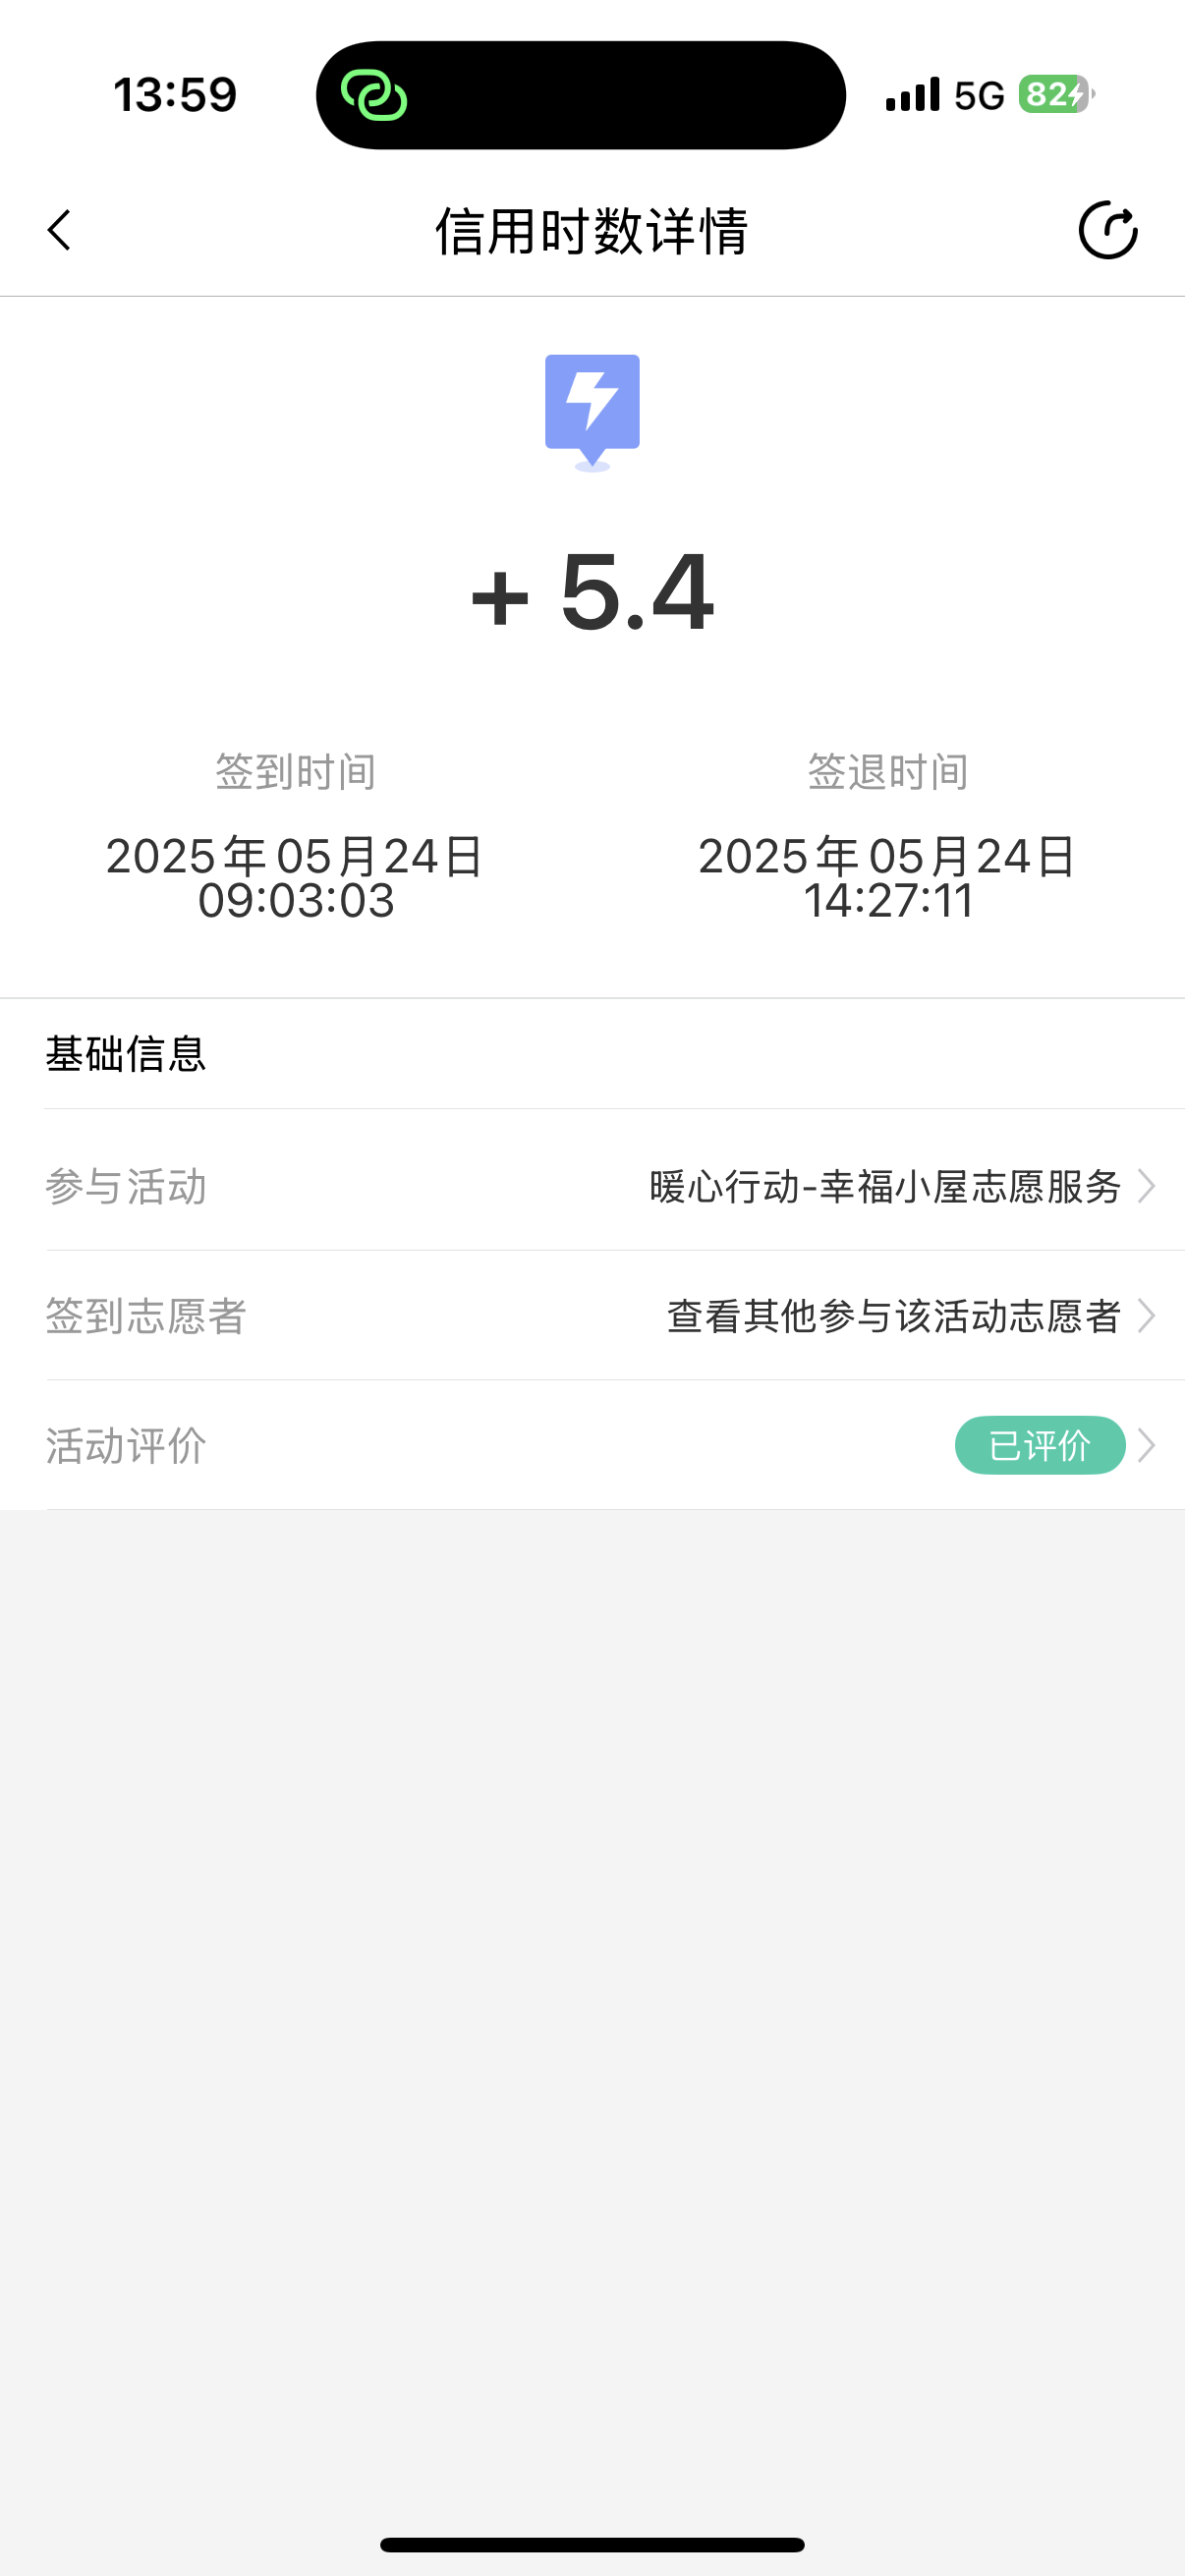 13:59 5G 82
信用时数详情
+ 5.4
签到时间 签退时间
2025年05月24日 2025年05月24日
09:03:03 14:27:11
基础信息
参与活动 暖心行动-幸福小屋志愿服务
签到志愿者 查看其他参与该活动志愿者
活动评价 已评价